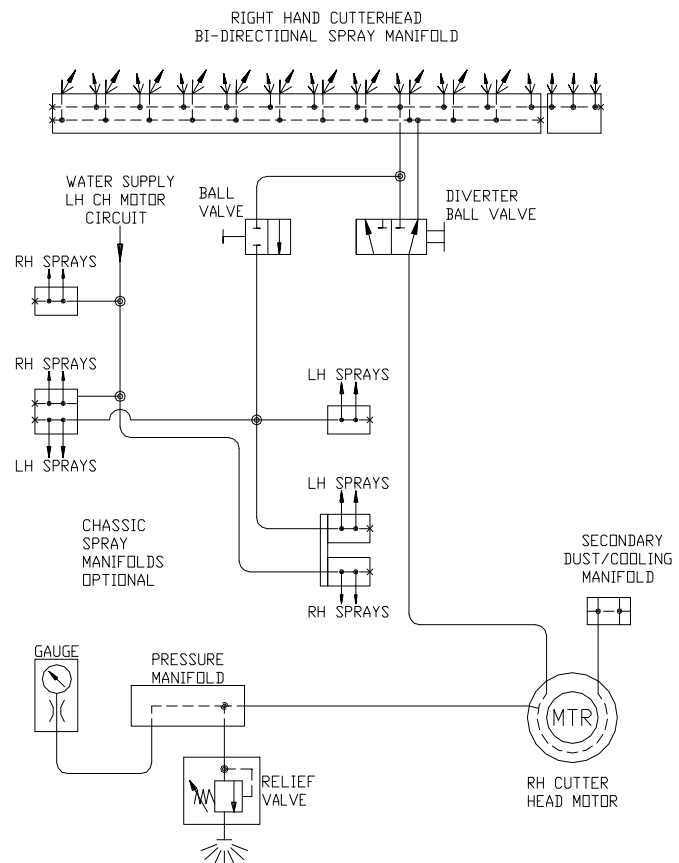 RIGHT HAND CUTTERHEAD
BI-DIRECTIONAL SPRAY MANIFOLD
WATER SUPPLY
LH CH MOTOR
CIRCUIT
BALL
VALVE
DIVERTER
BALL VALVE
RH SPRAYS
RH SPRAYS
LH SPRAYS
LH SPRAYS
LH SPRAYS
RH SPRAYS
CHASSIC
SPRAY
MANIFOLDS
OPTIONAL
SECONDARY
DUST/COOLING
MANIFOLD
GAUGE
PRESSURE
MANIFOLD
MTR
RELIEF
VALVE
RH CUTTER
HEAD MOTOR